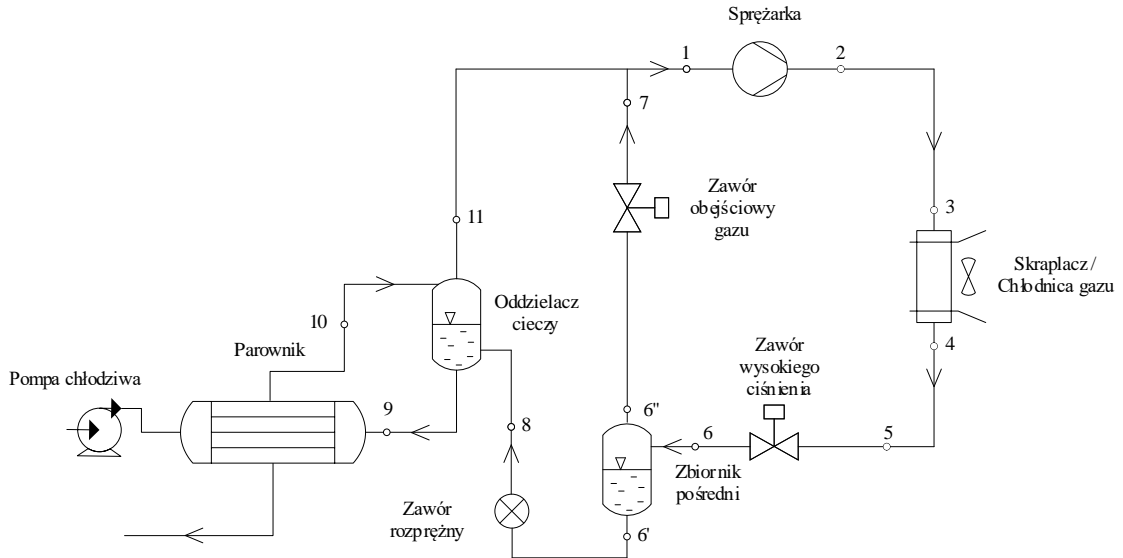 Sprężarka
1
2
7
Zawór
obejściowy
gazu
3
11
Skraplacz /
Chłodnica gazu
Oddzielacz
cieczy
10
Parownik
4
Zawór
wysokiego
ciśnienia
Pompa chłodziwa
9
8
6"
6
5
Zbiornik
pośredni
Zawór
rozprężny
6'